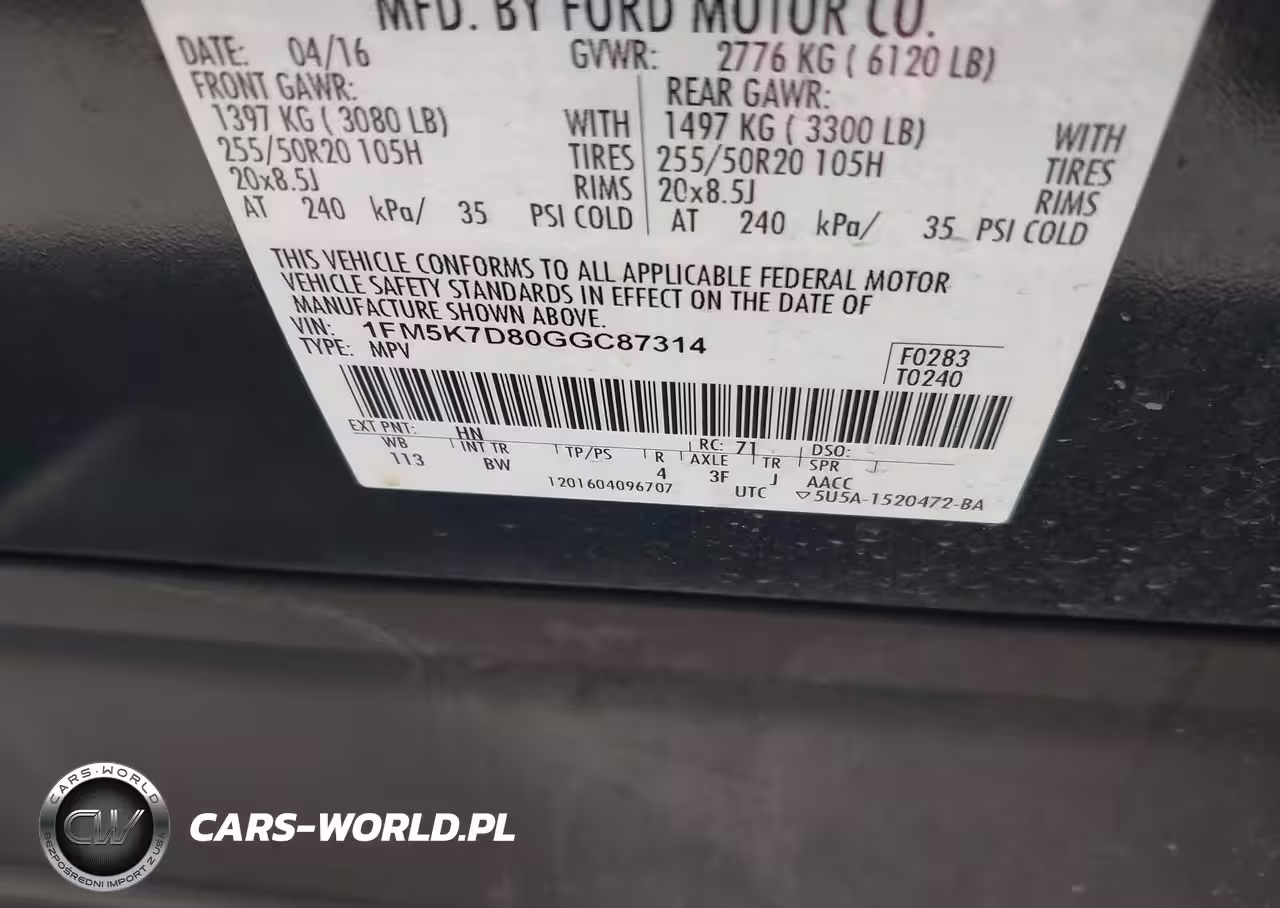 MFD. BY FORD MOTOR CO.
DATE: 04/16 GVWR: 2776 KG ( 6120 LB)
FRONT GAWR: REAR GAWR:
1397 KG ( 3080 LB) WITH 1497 KG ( 3300 LB) WITH
255/50R20 105H TIRES 255/50R20 105H TIRES
20x8.5J RIMS 20x8.5J RIMS
AT 240 kPa/ 35 PSI COLD AT 240 kPa/ 35 PSI COLD
THIS VEHICLE CONFORMS TO ALL APPLICABLE FEDERAL MOTOR
VEHICLE SAFETY STANDARDS IN EFFECT ON THE DATE OF
MANUFACTURE SHOWN ABOVE.
VIN: 1FM5K7D80GGC87314
TYPE: MPV
F0283
T0240
EXT PNT: HN RC: 71 DSO:
WB INT TR TP/PS R AXLE TR SPR
113 BW 4 3F J AACC
1201604096707 UTC ▽5U5A-1520472-BA
CARS-WORLD
CW
BEZPOŚREDNI IMPORT Z USA
CARS-WORLD.PL